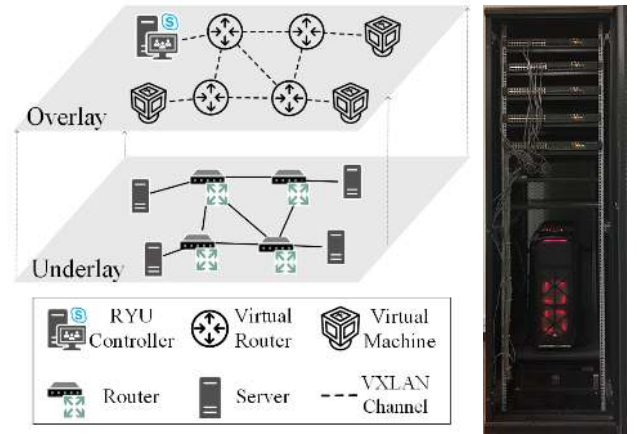 Overlay
Underlay
RYU
Controller
Virtual
Router
Virtual
Machine
Router
Server
VXLAN
Channel